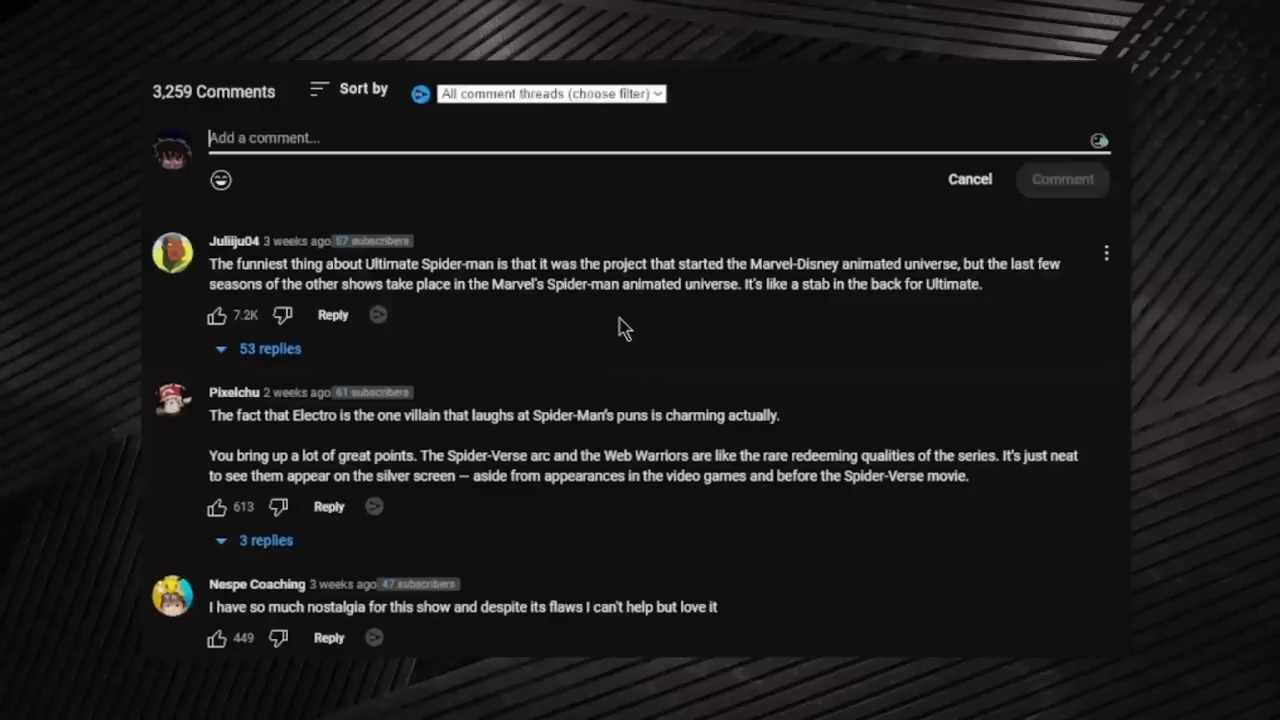 3,259 Comments
Sort by
All comment threads (choose filter)
Add a comment...
Cancel
Comment
Juliiju04 3 weeks ago 57 subscribers
The funniest thing about Ultimate Spider-man is that it was the project that started the Marvel-Disney animated universe, but the last few
seasons of the other shows take place in the Marvel's Spider-man animated universe. It's like a stab in the back for Ultimate.
7.2K
Reply
53 replies
Pixelchu 2 weeks ago 61 subscribers
The fact that Electro is the one villain that laughs at Spider-Man's puns is charming actually.
You bring up a lot of great points. The Spider-Verse arc and the Web Warriors are like the rare redeeming qualities of the series. It's just neat
to see them appear on the silver screen — aside from appearances in the video games and before the Spider-Verse movie.
613
Reply
3 replies
Nespe Coaching 3 weeks ago 47 subscribers
I have so much nostalgia for this show and despite its flaws I can't help but love it
449
Reply